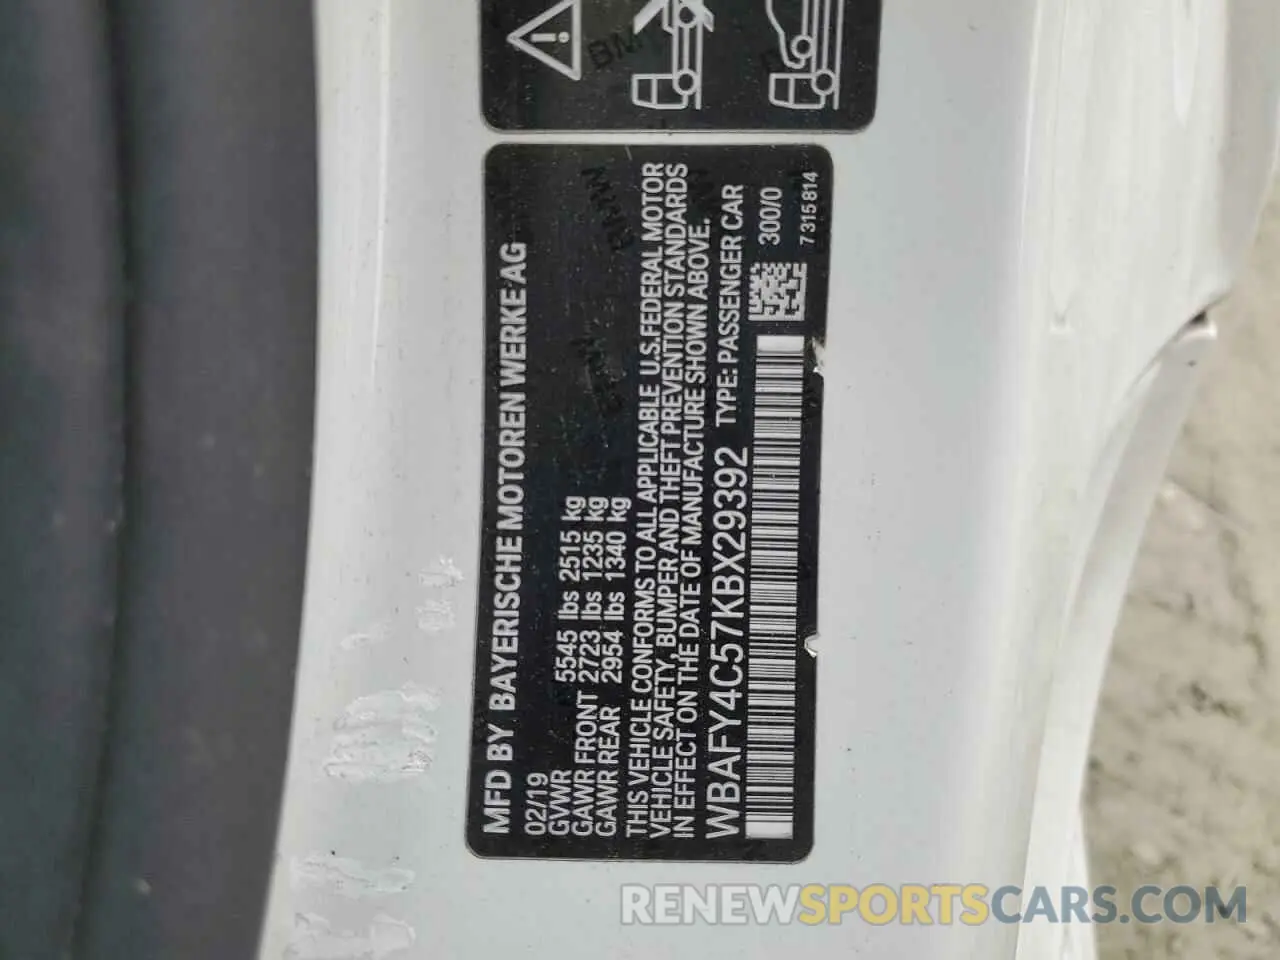 MFD BY BAYERISCHE MOTOREN WERKE AG
02/19
GVWR 5545 lbs 2515 kg
GAWR FRONT 2723 lbs 1235 kg
GAWR REAR 2954 lbs 1340 kg
THIS VEHICLE CONFORMS TO ALL APPLICABLE U.S. FEDERAL MOTOR
VEHICLE SAFETY, BUMPER AND THEFT PREVENTION STANDARDS
IN EFFECT ON THE DATE OF MANUFACTURE SHOWN ABOVE.
WBAFY4C57KBX29392 TYPE: PASSENGER CAR
300/0
7 315 814
RENEWSPORTSCARS.COM